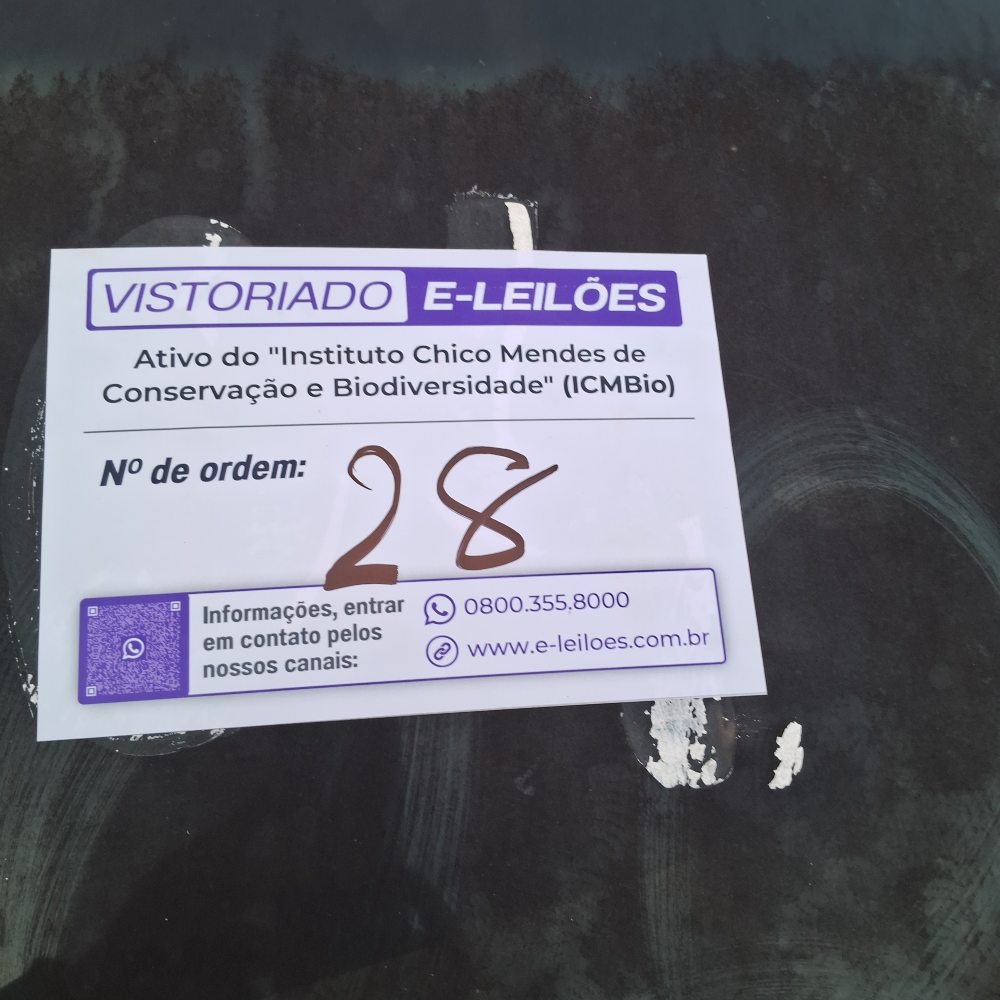 VISTORIADO E-LEILÕES
Ativo do "Instituto Chico Mendes de
Conservação e Biodiversidade" (ICMBio)
Nº de ordem: 28
Informações, entrar
em contato pelos
nossos canais:
0800.355.8000
www.e-leiloes.com.br